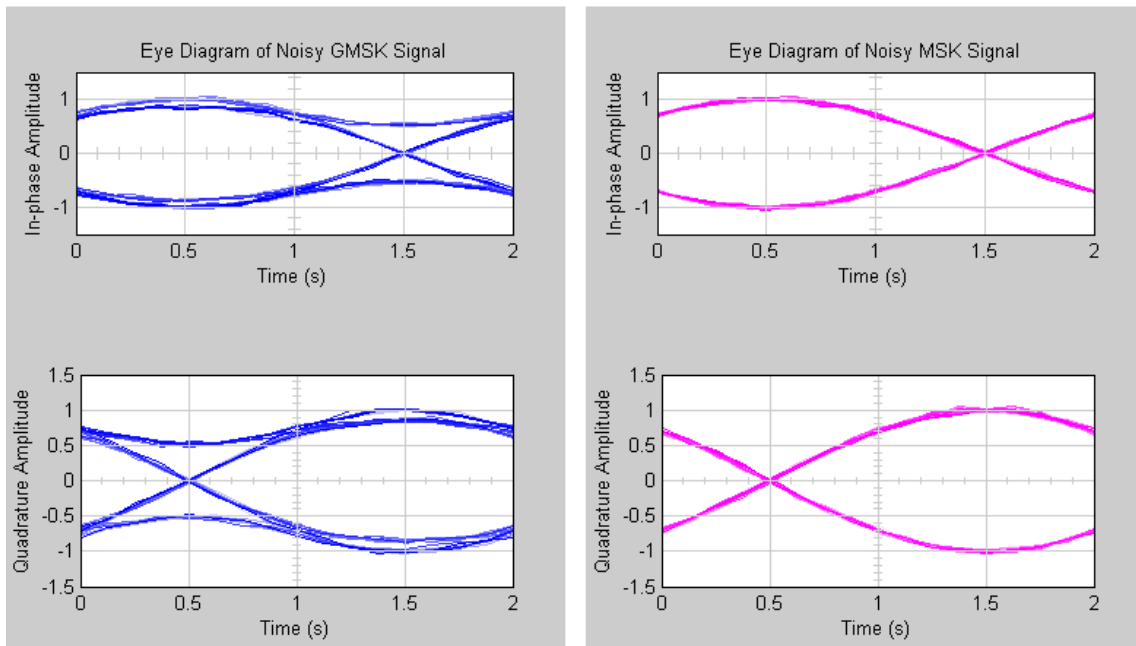 Eye Diagram of Noisy GMSK Signal
In-phase Amplitude
1
0
-1
0 0.5 1 1.5 2
Time (s)
Quadrature Amplitude
1.5
1
0.5
0
-0.5
-1
-1.5
0 0.5 1 1.5 2
Time (s)
Eye Diagram of Noisy MSK Signal
In-phase Amplitude
1
0
-1
0 0.5 1 1.5 2
Time (s)
Quadrature Amplitude
1.5
1
0.5
0
-0.5
-1
-1.5
0 0.5 1 1.5 2
Time (s)